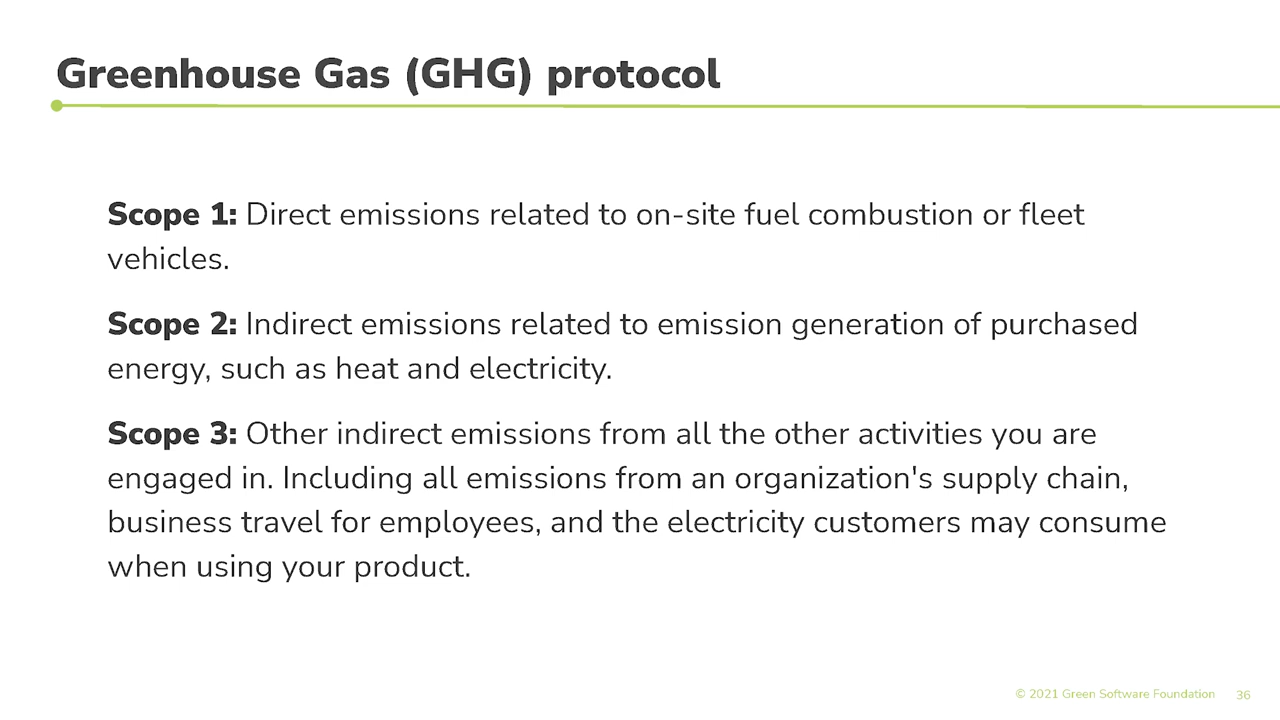 Greenhouse Gas (GHG) protocol
Scope 1: Direct emissions related to on-site fuel combustion or fleet
vehicles.
Scope 2: Indirect emissions related to emission generation of purchased
energy, such as heat and electricity.
Scope 3: Other indirect emissions from all the other activities you are
engaged in. Including all emissions from an organization's supply chain,
business travel for employees, and the electricity customers may consume
when using your product.
© 2021 Green Software Foundation 36